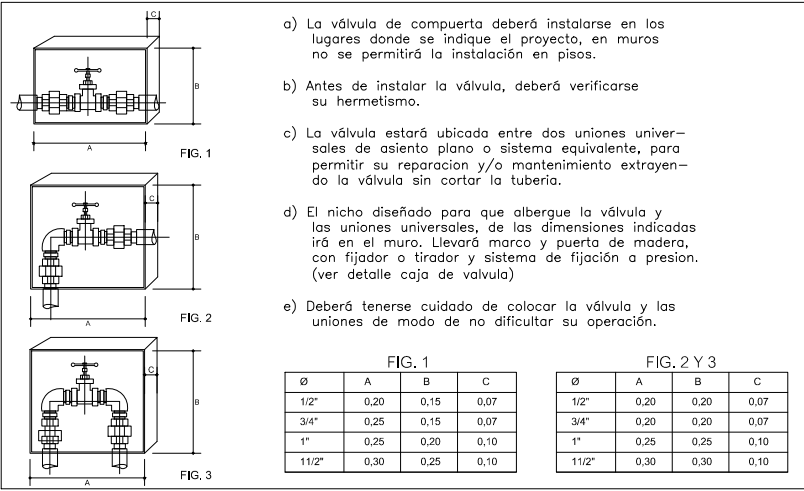 C
B
A
FIG. 1
C
B
A
FIG. 2
C
B
A
FIG. 3
a) La válvula de compuerta deberá instalarse en los
lugares donde se indique el proyecto, en muros
no se permitirá la instalación en pisos.
b) Antes de instalar la válvula, deberá verificarse
su hermetismo.
c) La válvula estará ubicada entre dos uniones univer-
sales de asiento plano o sistema equivalente, para
permitir su reparacion y/o mantenimiento extrayen-
do la válvula sin cortar la tuberia.
d) El nicho diseñado para que albergue la válvula y
las uniones universales, de las dimensiones indicadas
irá en el muro. Llevará marco y puerta de madera,
con fijador o tirador y sistema de fijación a presion.
(ver detalle caja de valvula)
e) Deberá tenerse cuidado de colocar la válvula y las
uniones de modo de no dificultar su operación.
FIG. 1
Ø A B C
1/2" 0,20 0,15 0,07
3/4" 0,25 0,15 0,07
1" 0,25 0,20 0,10
11/2" 0,30 0,25 0,10
FIG. 2 Y 3
Ø A B C
1/2" 0,20 0,20 0,07
3/4" 0,20 0,20 0,07
1" 0,25 0,25 0,10
11/2" 0,30 0,30 0,10